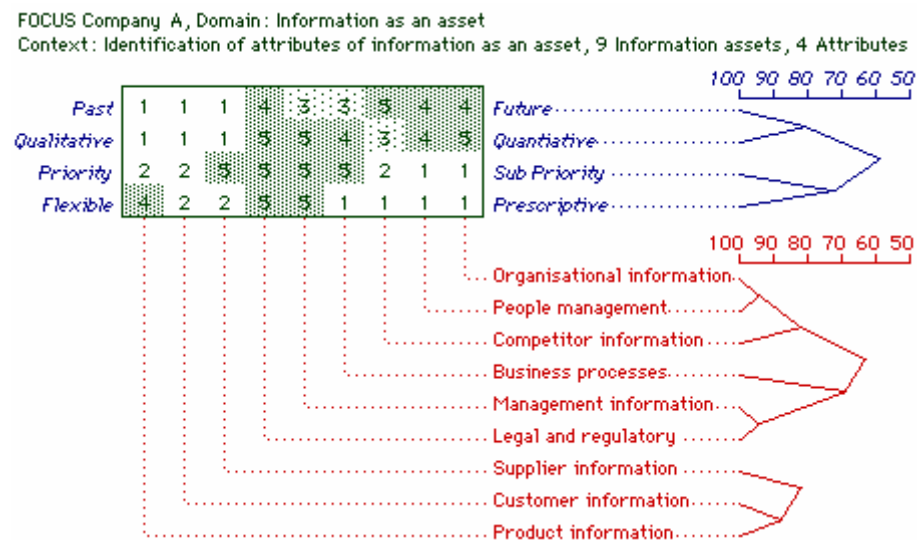 FOCUS Company A, Domain: Information as an asset
Context: Identification of attributes of information as an asset, 9 Information assets, 4 Attributes
100 90 80 70 60 50
Past 1 1 1 4 3 3 5 4 4 Future
Qualitative 1 1 1 5 5 4 3 4 5 Quantiative
Priority 2 2 5 5 5 5 2 1 1 Sub Priority
Flexible 4 2 2 5 5 1 1 1 1 Prescriptive
100 90 80 70 60 50
Organisational information
People management
Competitor information
Business processes
Management information
Legal and regulatory
Supplier information
Customer information
Product information